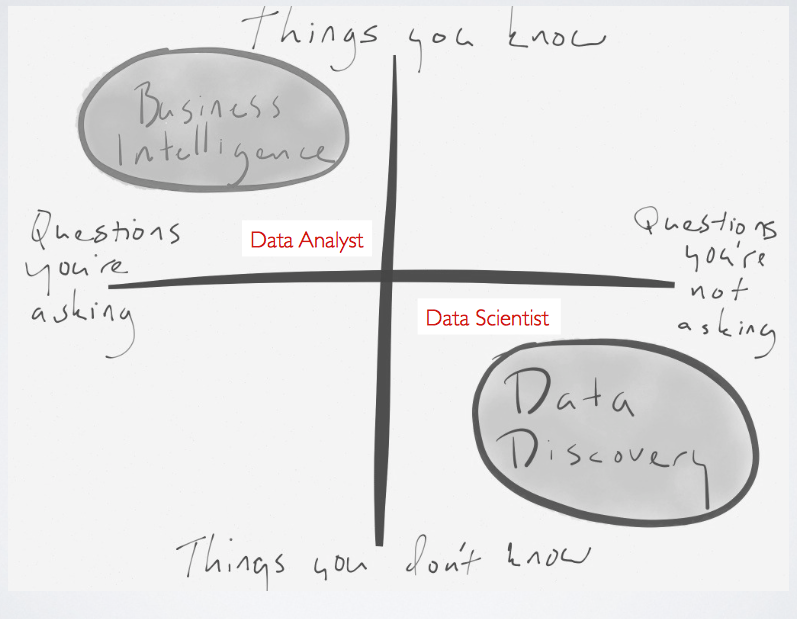 Things you know
Business
Intelligence
Questions
you're
asking
Data Analyst
Questions
you're
not
asking
Data Scientist
Data
Discovery
Things you don't know